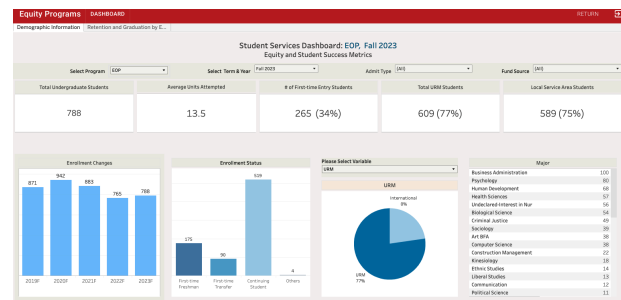 Equity Programs DASHBOARD RETURN
Demographic Information Retention and Graduation by E...
Student Services Dashboard: EOP, Fall 2023
Equity and Student Success Metrics
Select Program EOP Select Term & Year Fall 2023 Admit Type (All) Fund Source (All)
Total Undergraduate Students Average Units Attempted # of First-time Entry Students Total URM Students Local Service Area Students
788 13.5 265 (34%) 609 (77%) 589 (75%)
Enrollment Changes
871
942
883
765
788
2019F 2020F 2021F 2022F 2023F
Enrollment Status
175
4
First-time Freshmen First-time Transfer Continuing Student Others
Please Select Variable
URM
URM
International
URM
77%
Major
Business Administration 100
Psychology 80
Human Development 68
Health Sciences 57
Undeclared-Interest in Nur 56
Biological Science 54
Criminal Justice 49
Sociology 39
Art BFA 38
Computer Science 38
Construction Management 22
Kinesiology 18
Ethnic Studies 14
Liberal Studies 13
Communication 12
Political Science 11